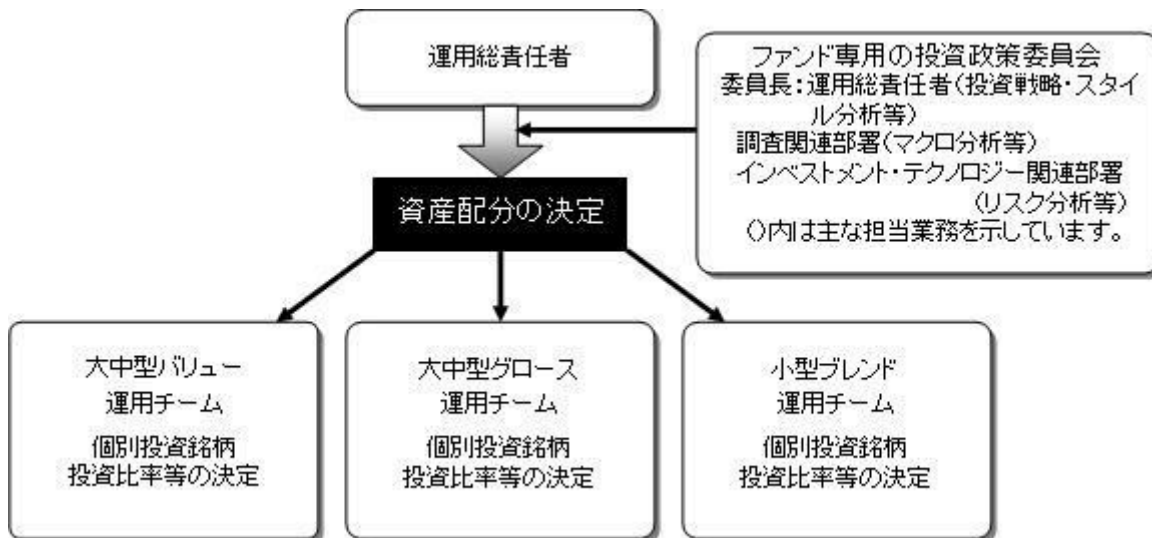 運用総責任者
ファンド専用の投資政策委員会
委員長:運用総責任者(投資戦略・スタイ
ル分析等)
調査関連部署(マクロ分析等)
インベストメント・テクノロジー関連部署
(リスク分析等)
()内は主な担当業務を示しています。
資産配分の決定
大中型バリュー
運用チーム
個別投資銘柄
投資比率等の決定
大中型グロース
運用チーム
個別投資銘柄
投資比率等の決定
小型ブレンド
運用チーム
個別投資銘柄
投資比率等の決定